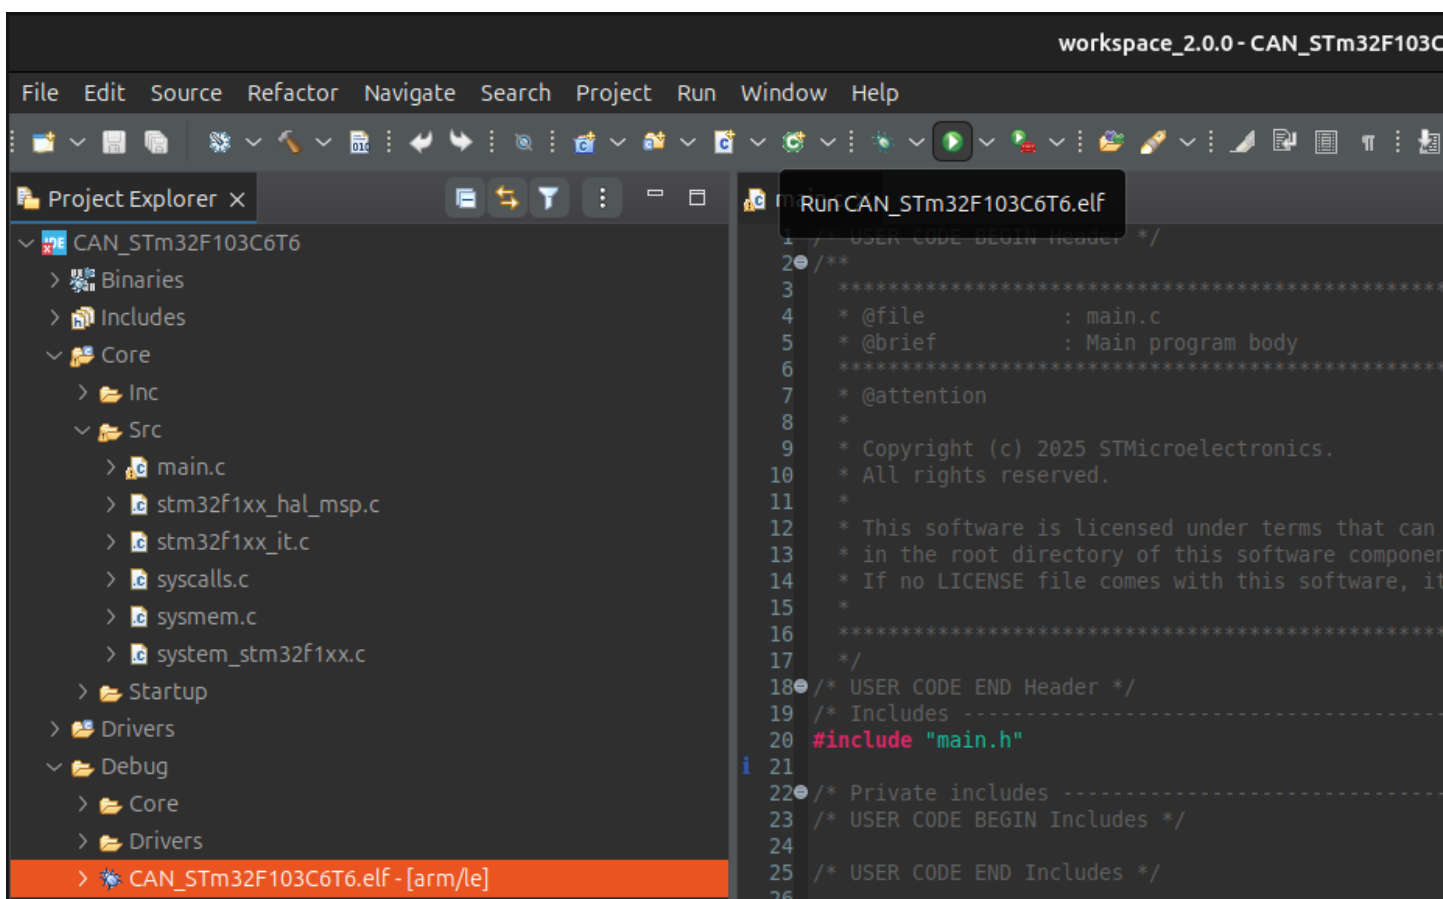 workspace_2.0.0 - CAN_STm32F103C
File Edit Source Refactor Navigate Search Project Run Window Help
Project Explorer
Run CAN_STm32F103C6T6.elf
CAN_STm32F103C6T6
Binaries
Includes
Core
Inc
Src
main.c
stm32f1xx_hal_msp.c
stm32f1xx_it.c
syscalls.c
sysmem.c
system_stm32f1xx.c
Startup
Drivers
Debug
Core
Drivers
CAN_STm32F103C6T6.elf - [arm/le]
1 /* USER CODE BEGIN Header */
2 /**
3 ************************************************
4 * @file : main.c
5 * @brief : Main program body
6 ************************************************
7 * @attention
8 *
9 * Copyright (c) 2025 STMicroelectronics.
10 * All rights reserved.
11 *
12 * This software is licensed under terms that can
13 * in the root directory of this software componen
14 * If no LICENSE file comes with this software, it
15 *
16 ************************************************
17 */
18 /* USER CODE END Header */
19 /* Includes --------------------------------------
20 #include "main.h"
21
22 /* Private includes ------------------------------
23 /* USER CODE BEGIN Includes */
24
25 /* USER CODE END Includes */
26